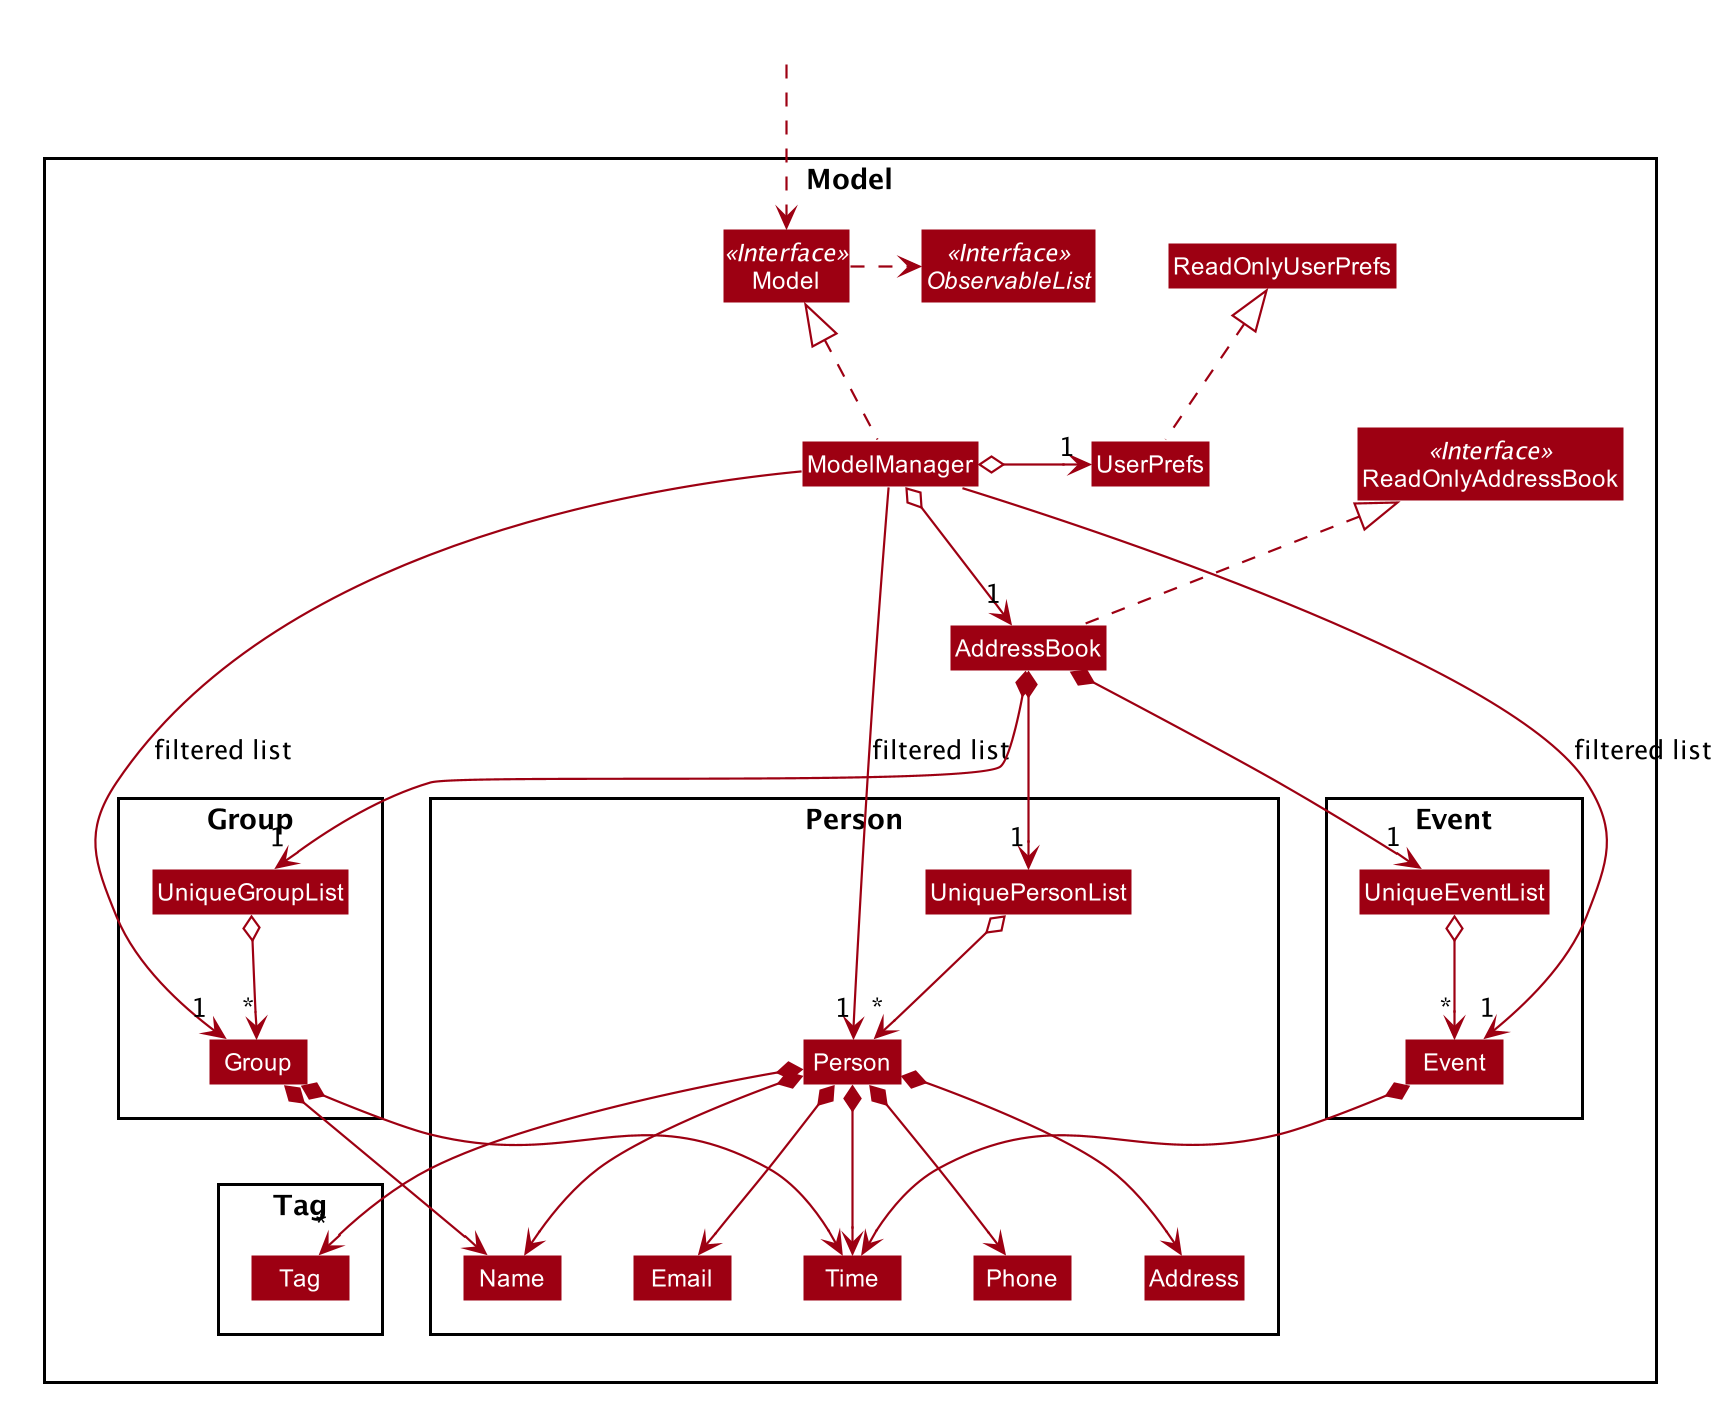 Model
«Interface»
Model
«Interface»
ObservableList
ReadOnlyUserPrefs
ModelManager
1
UserPrefs
«Interface»
ReadOnlyAddressBook
1
AddressBook
filtered list
filtered list
filtered list
Group
1
Person
1
Event
1
UniqueGroupList
UniquePersonList
UniqueEventList
1
*
1
*
*
1
Group
Person
Event
Tag
*
Tag
Name
Email
Time
Phone
Address